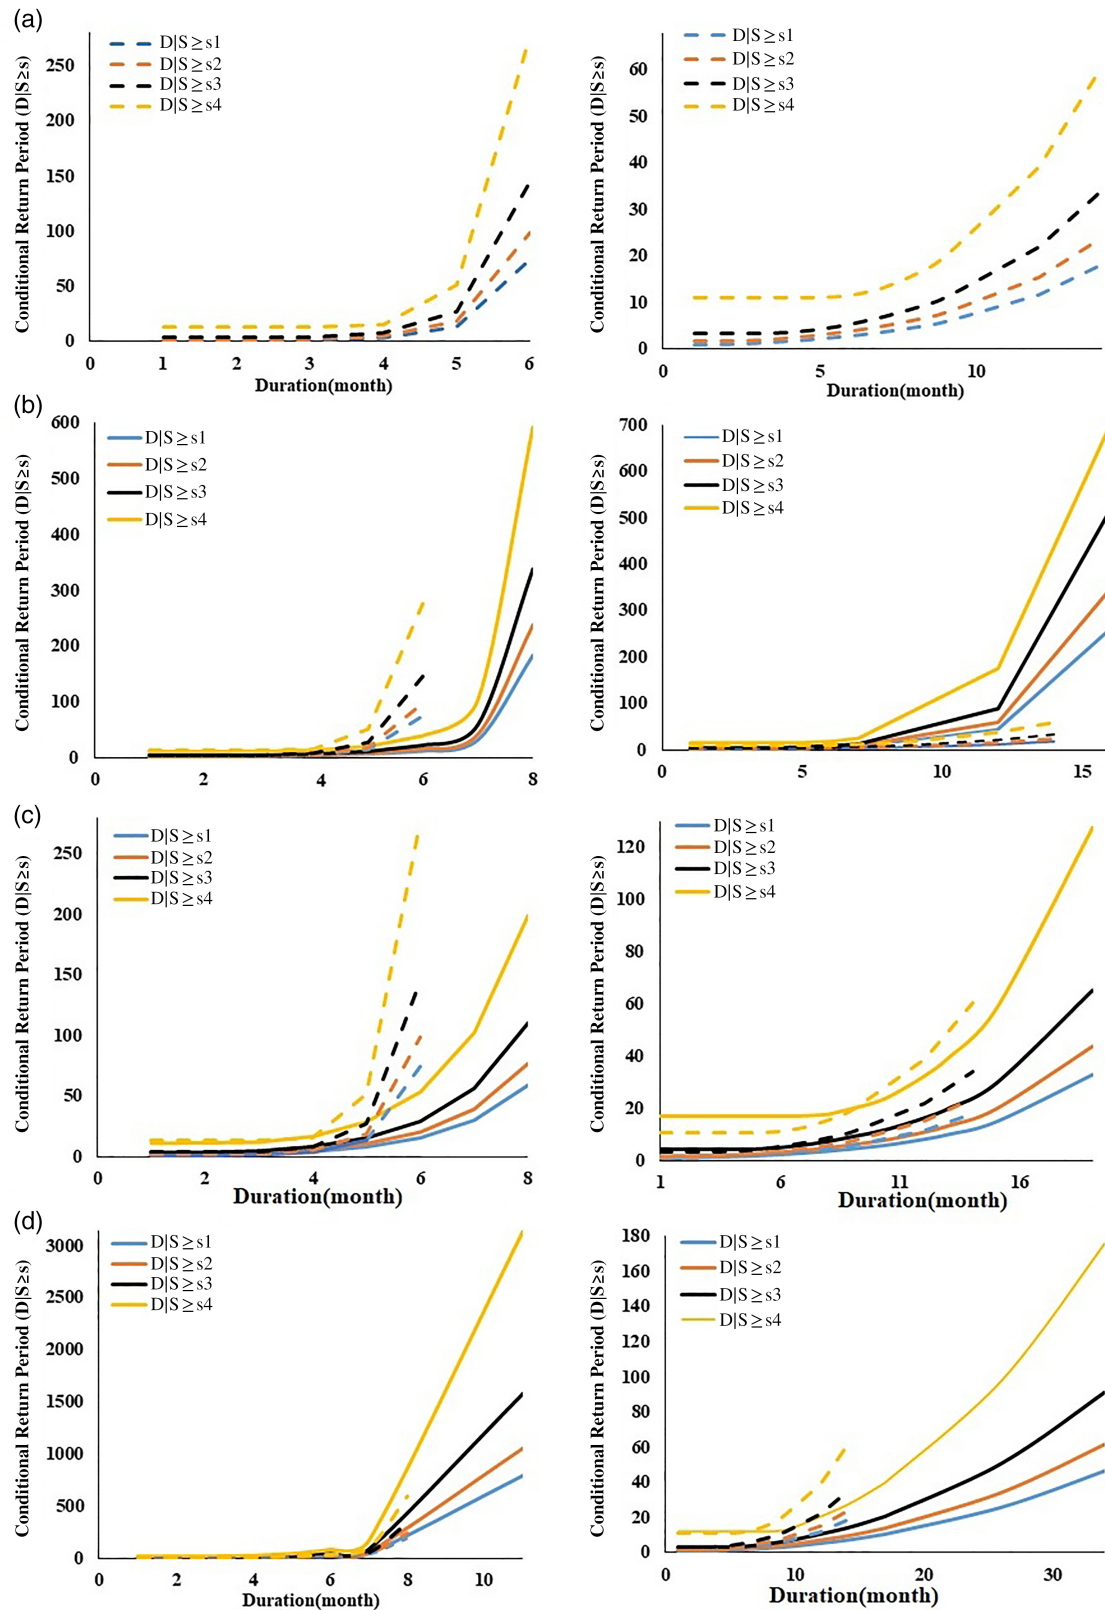 (a)
Conditional Return Period (D|S≥s)
250
200
150
100
50
0
D|S≥s1
D|S≥s2
D|S≥s3
D|S≥s4
0 1 2 3 4 5 6
Duration(month)
Conditional Return Period (D|S≥s)
60
50
40
30
20
10
0
D|S≥s1
D|S≥s2
D|S≥s3
D|S≥s4
0 5 10
Duration(month)
(b)
Conditional Return Period (D|S≥s)
600
500
400
300
200
100
0
D|S≥s1
D|S≥s2
D|S≥s3
D|S≥s4
0 2 4 6 8
Conditional Return Period (D|S≥s)
700
600
500
400
300
200
100
0
D|S≥s1
D|S≥s2
D|S≥s3
D|S≥s4
0 5 10 15
(c)
Conditional Return Period (D|S≥s)
250
200
150
100
50
0
D|S≥s1
D|S≥s2
D|S≥s3
D|S≥s4
0 2 4 6 8
Duration(month)
Conditional Return Period (D|S≥s)
120
100
80
60
40
20
0
D|S≥s1
D|S≥s2
D|S≥s3
D|S≥s4
1 6 11 16
Duration(month)
(d)
Conditional Return Period (D|S≥s)
3000
2500
2000
1500
1000
500
0
D|S≥s1
D|S≥s2
D|S≥s3
D|S≥s4
0 2 4 6 8 10
Duration(month)
Conditional Return Period (D|S≥s)
180
160
140
120
100
80
60
40
20
0
D|S≥s1
D|S≥s2
D|S≥s3
D|S≥s4
0 10 20 30
Duration(month)